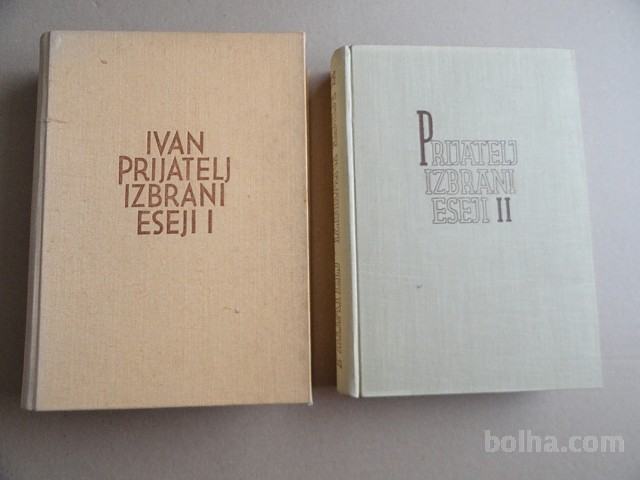 IVAN
PRIJATELJ
IZBRANI
ESEJI I
PRIJATELJ
IZBRANI
ESEJI II
bolha.com